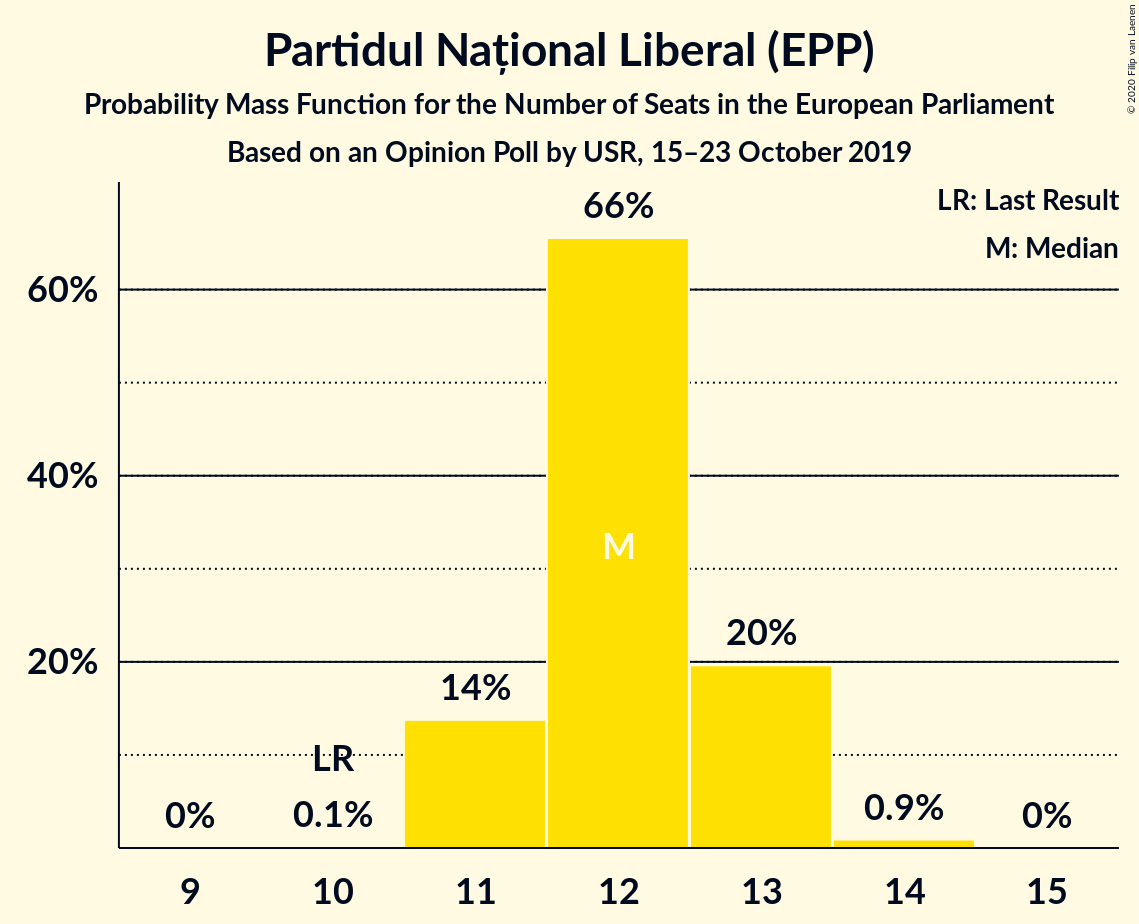 Partidul Național Liberal (EPP)
Probability Mass Function for the Number of Seats in the European Parliament
Based on an Opinion Poll by USR, 15–23 October 2019
© 2020 Filip van Laenen
LR: Last Result
M: Median
60%
40%
20%
0%
LR
0.1%
14%
66%
M
20%
0.9%
0%
9 10 11 12 13 14 15